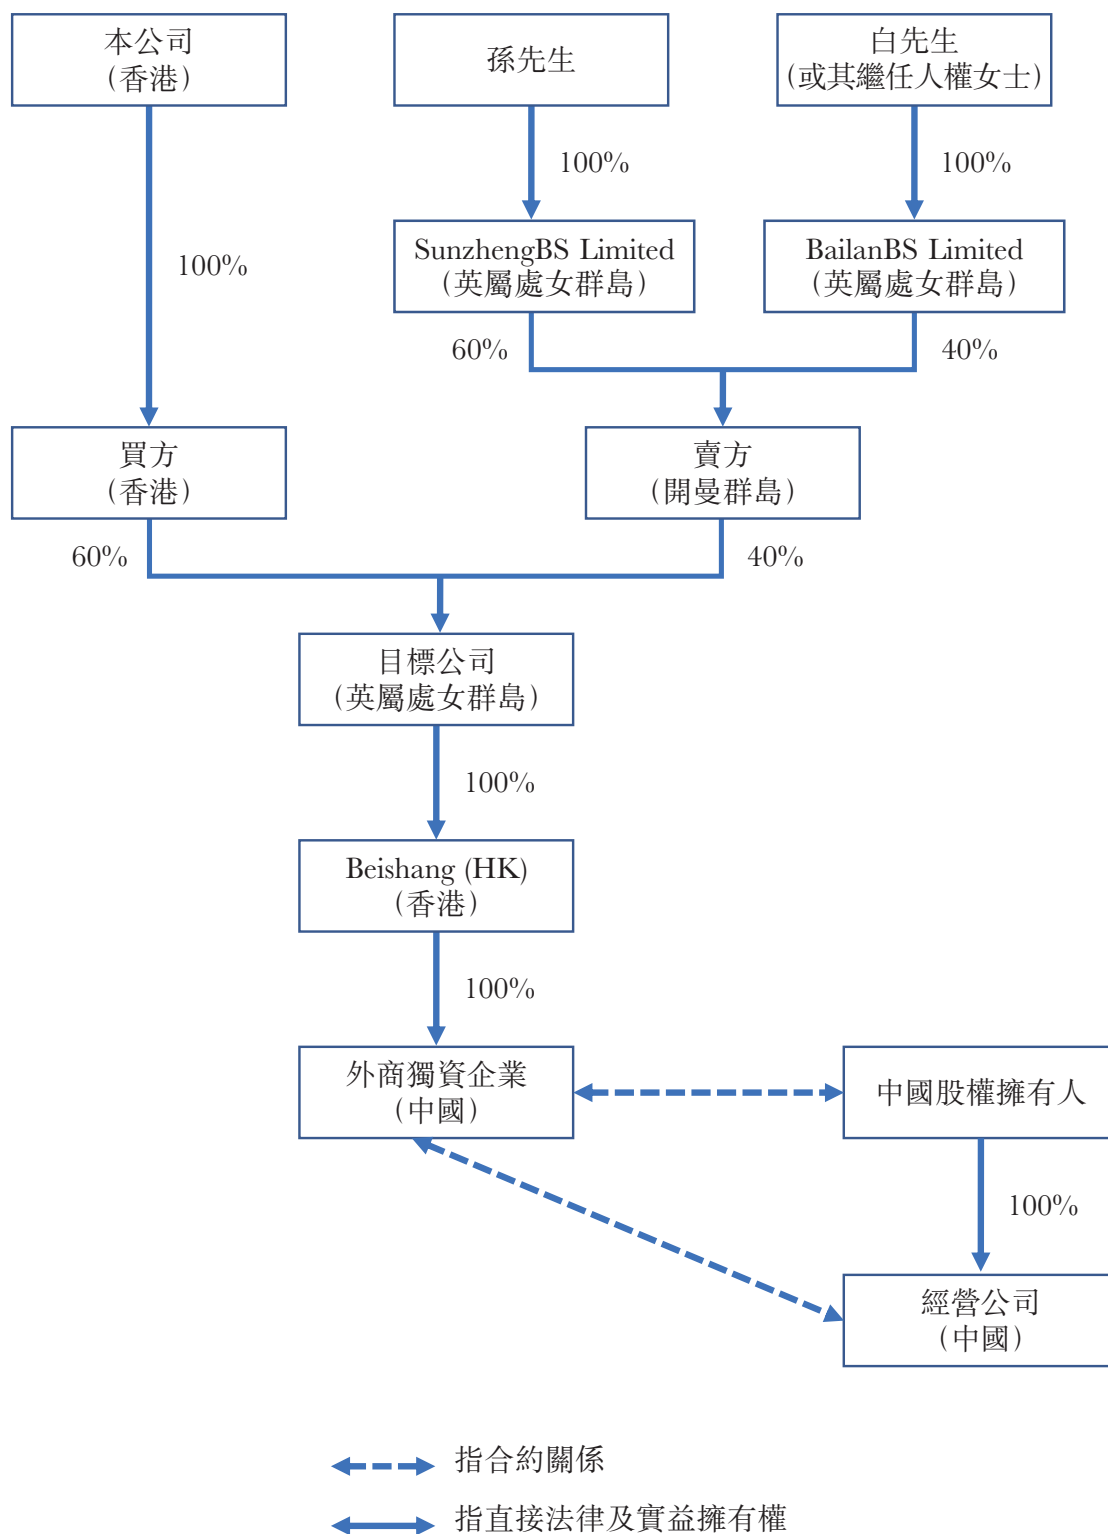 本公司
（香港）
孫先生
白先生
（或其繼任人權女士）
100%
100%
100%
SunzhengBS Limited
（英屬處女群島）
BailanBS Limited
（英屬處女群島）
60%
40%
買方
（香港）
賣方
（開曼群島）
60%
40%
目標公司
（英屬處女群島）
100%
Beishang (HK)
（香港）
100%
外商獨資企業
（中國）
中國股權擁有人
100%
經營公司
（中國）
指合約關係
指直接法律及實益擁有權